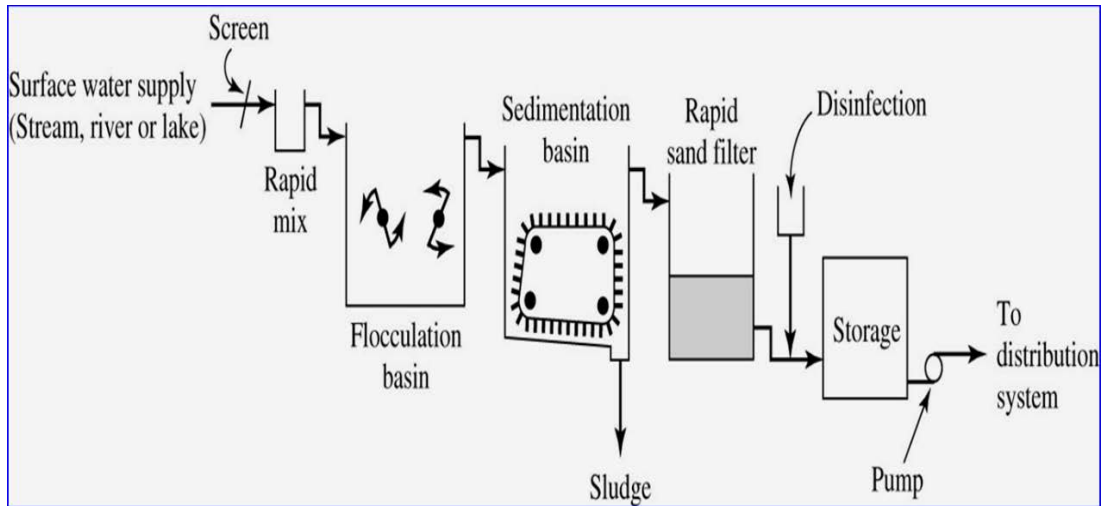 Screen
Surface water supply
(Stream, river or lake)
Rapid
mix
Flocculation
basin
Sedimentation
basin
Sludge
Rapid
sand filter
Disinfection
Storage
Pump
To
distribution
system